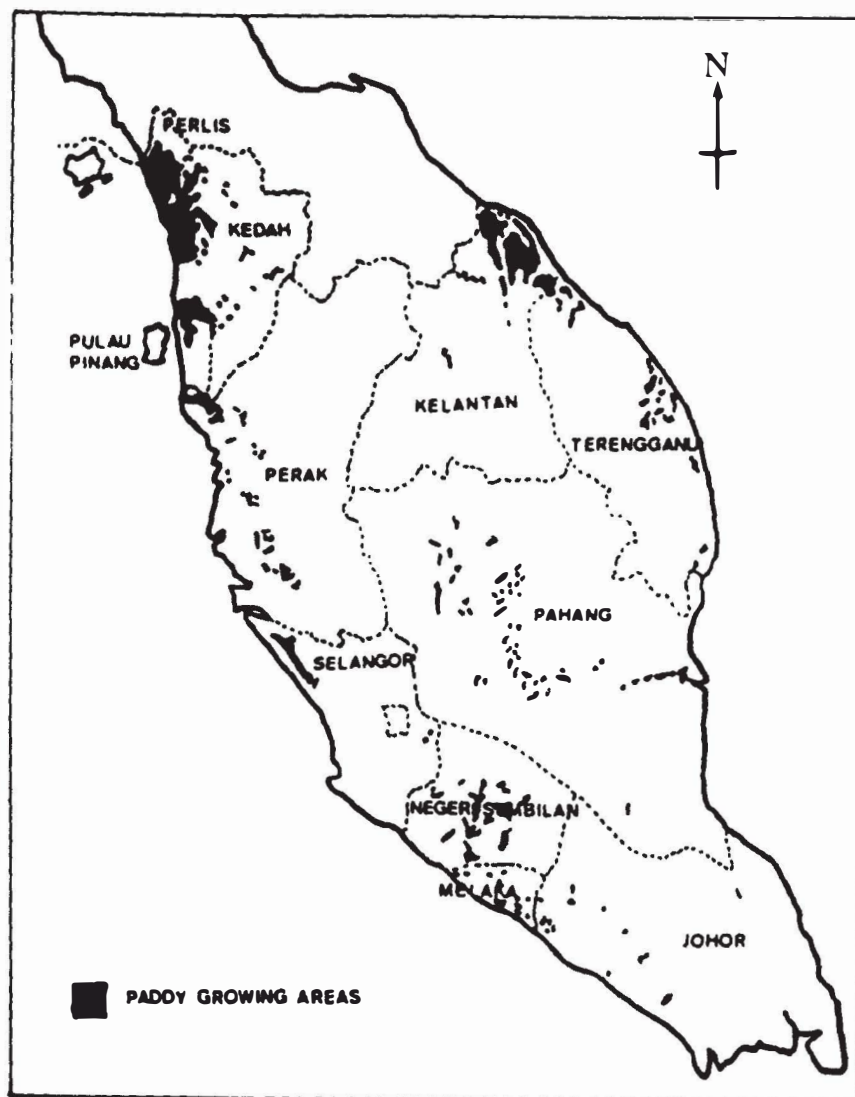 N
PERLIS
KEDAH
PULAU
PINANG
KELANTAN
TERENGGANU
PERAK
PAHANG
SELANGOR
NEGERI SEMBILAN
MELAKA
JOHOR
PADDY GROWING AREAS